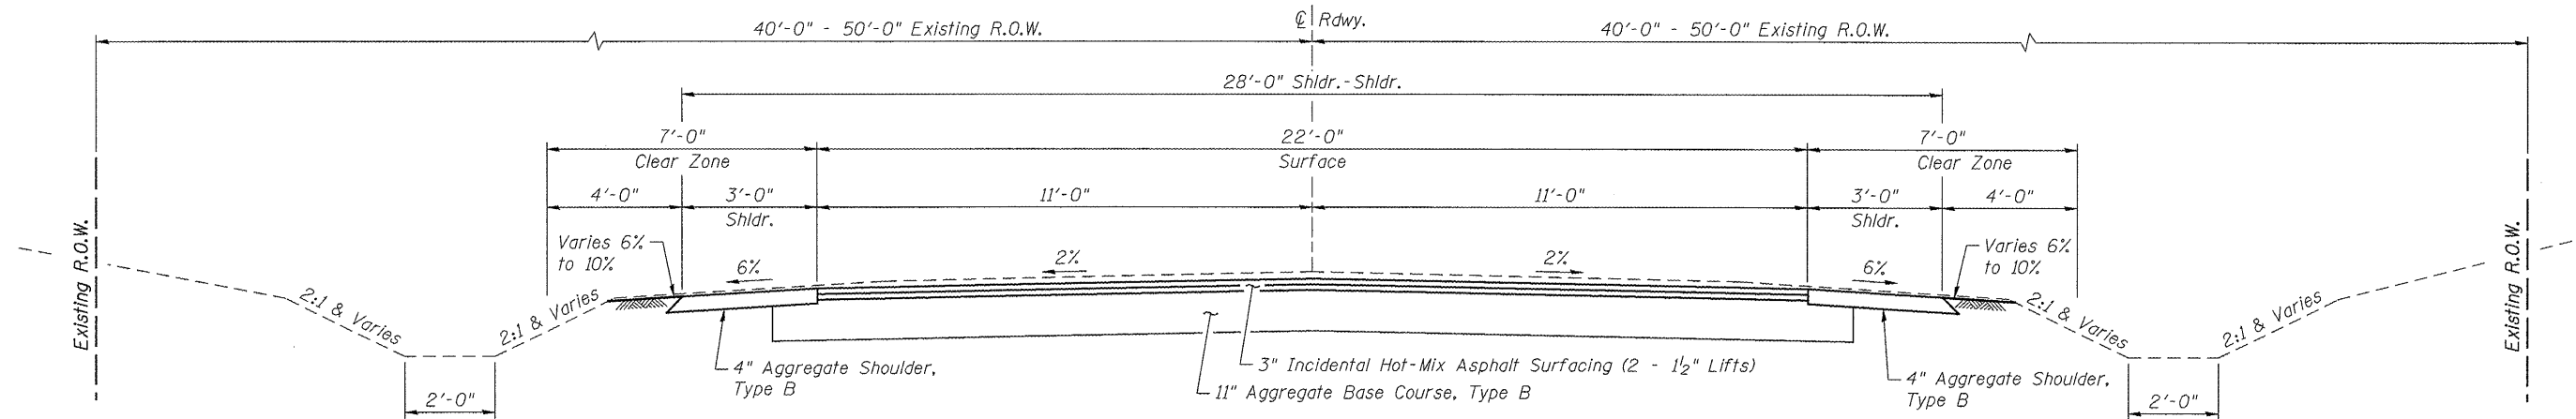 ℄ Rdwy.
40'-0" - 50'-0" Existing R.O.W.
40'-0" - 50'-0" Existing R.O.W.
28'-0" Shldr.-Shldr.
7'-0"
Clear Zone
22'-0"
Surface
7'-0"
Clear Zone
4'-0"
3'-0"
Shldr.
11'-0"
11'-0"
3'-0"
Shldr.
4'-0"
Existing R.O.W.
Existing R.O.W.
Varies 6%
to 10%
6%
2%
2%
6%
Varies 6%
to 10%
2:1 & Varies
2:1 & Varies
2:1 & Varies
2:1 & Varies
4" Aggregate Shoulder,
Type B
3" Incidental Hot-Mix Asphalt Surfacing (2 - 1½" Lifts)
11" Aggregate Base Course, Type B
4" Aggregate Shoulder,
Type B
2'-0"
2'-0"